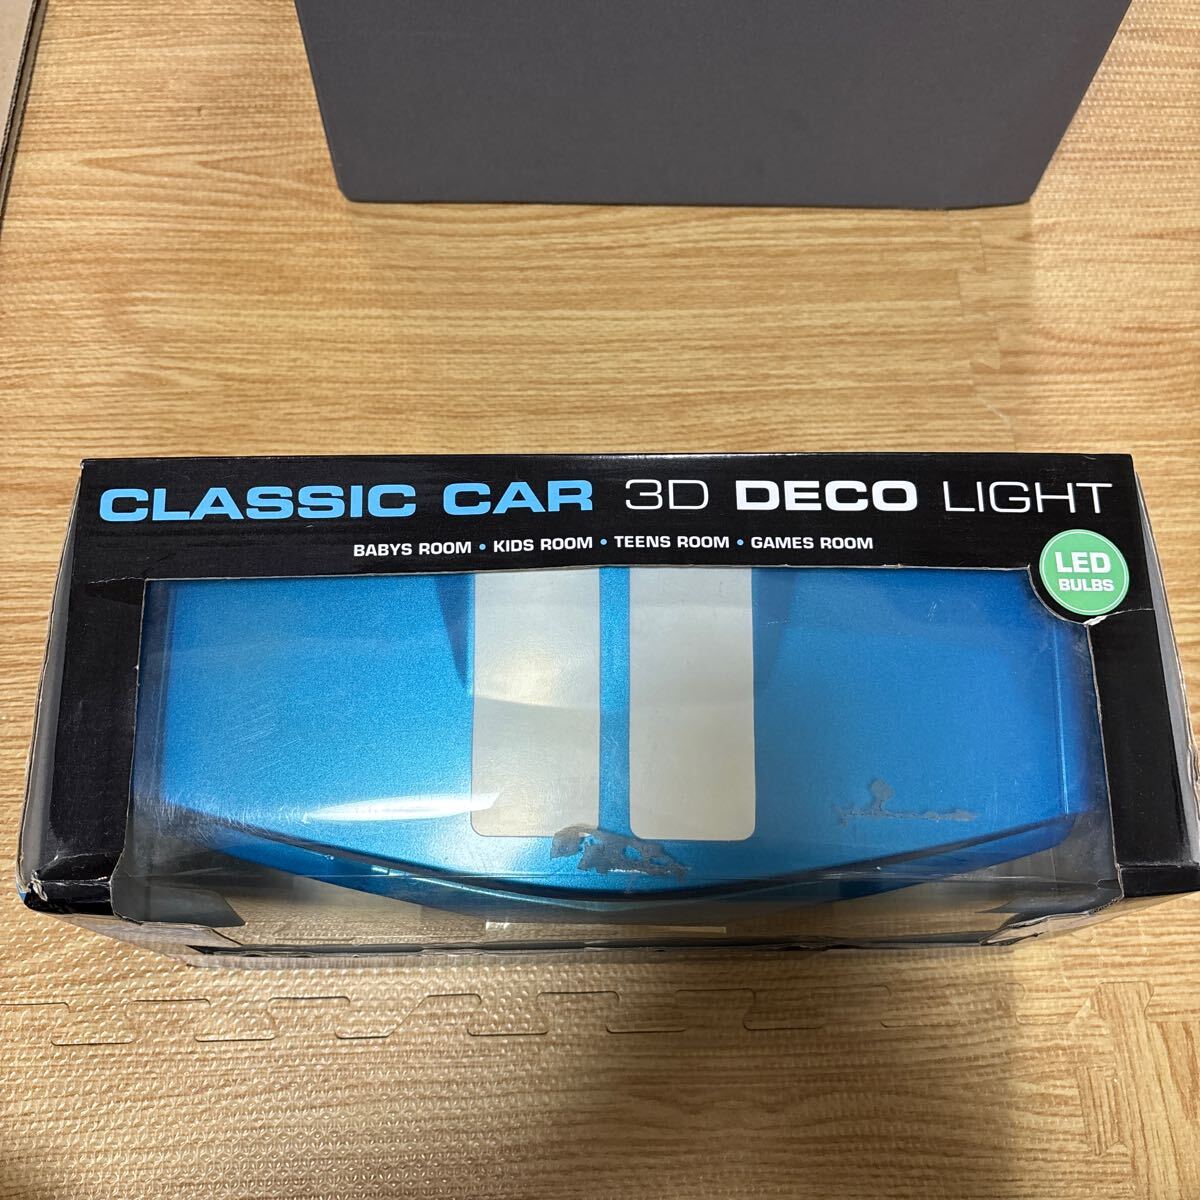 CLASSIC CAR 3D DECO LIGHT
BABYS ROOM • KIDS ROOM • TEENS ROOM • GAMES ROOM
LED
BULBS